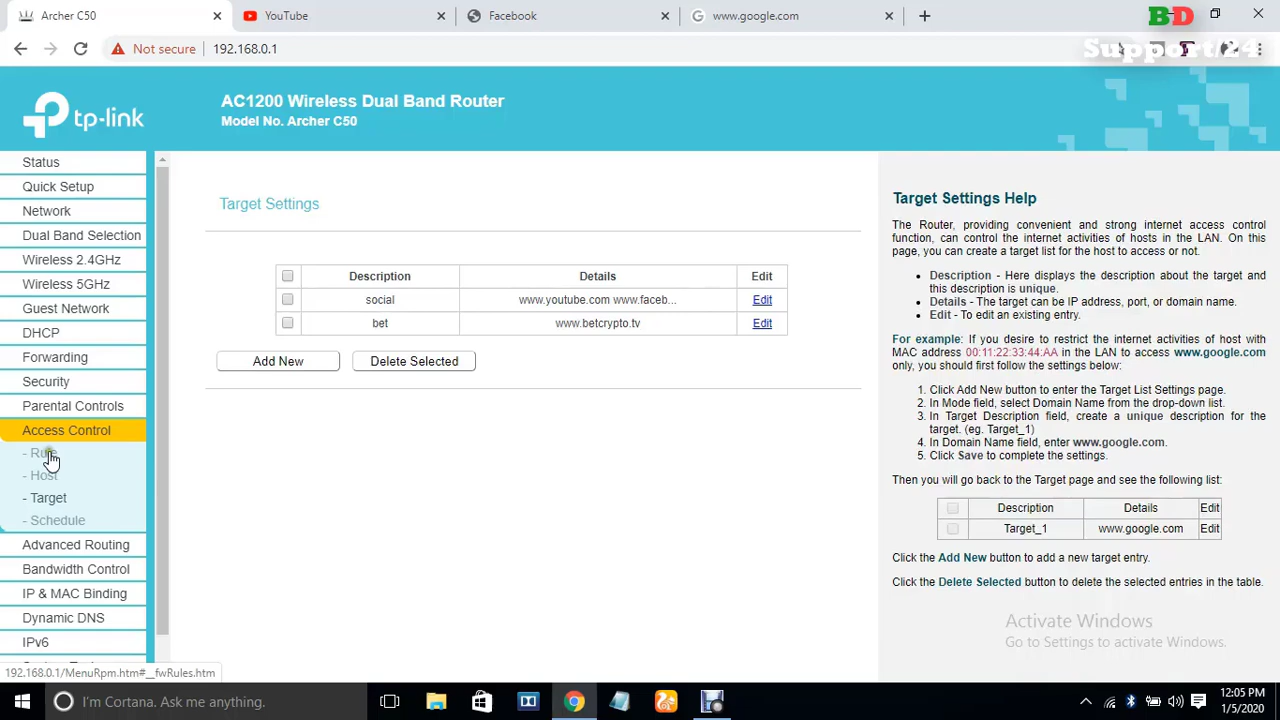 Archer C50
YouTube
Facebook
www.google.com
BD
Support/24
Not secure
192.168.0.1
tp-link
AC1200 Wireless Dual Band Router
Model No. Archer C50
Status
Quick Setup
Network
Dual Band Selection
Wireless 2.4GHz
Wireless 5GHz
Guest Network
DHCP
Forwarding
Security
Parental Controls
Access Control
- Host
- Target
- Schedule
Advanced Routing
Bandwidth Control
IP & MAC Binding
Dynamic DNS
IPv6
192.168.0.1/MenuRpm.htm#__fwRules.htm
Target Settings
Description Details Edit
social www.youtube.com www.faceb... Edit
bet www.betcrypto.tv Edit
Add New Delete Selected
Target Settings Help
The Router, providing convenient and strong internet access control
function, can control the internet activities of hosts in the LAN. On this
page, you can create a target list for the host to access or not.
• Description - Here displays the description about the target and
this description is unique.
• Details - The target can be IP address, port, or domain name.
• Edit - To edit an existing entry.
For example: If you desire to restrict the internet activities of host with
MAC address 00:11:22:33:44:AA in the LAN to access www.google.com
only, you should first follow the settings below:
1. Click Add New button to enter the Target List Settings page.
2. In Mode field, select Domain Name from the drop-down list.
3. In Target Description field, create a unique description for the
target. (eg. Target_1)
4. In Domain Name field, enter www.google.com.
5. Click Save to complete the settings.
Then you will go back to the Target page and see the following list:
Description Details Edit
Target_1 www.google.com Edit
Click the Add New button to add a new target entry.
Click the Delete Selected button to delete the selected entries in the table.
Activate Windows
Go to Settings to activate Windows.
I'm Cortana. Ask me anything.
12:05 PM
1/5/2020